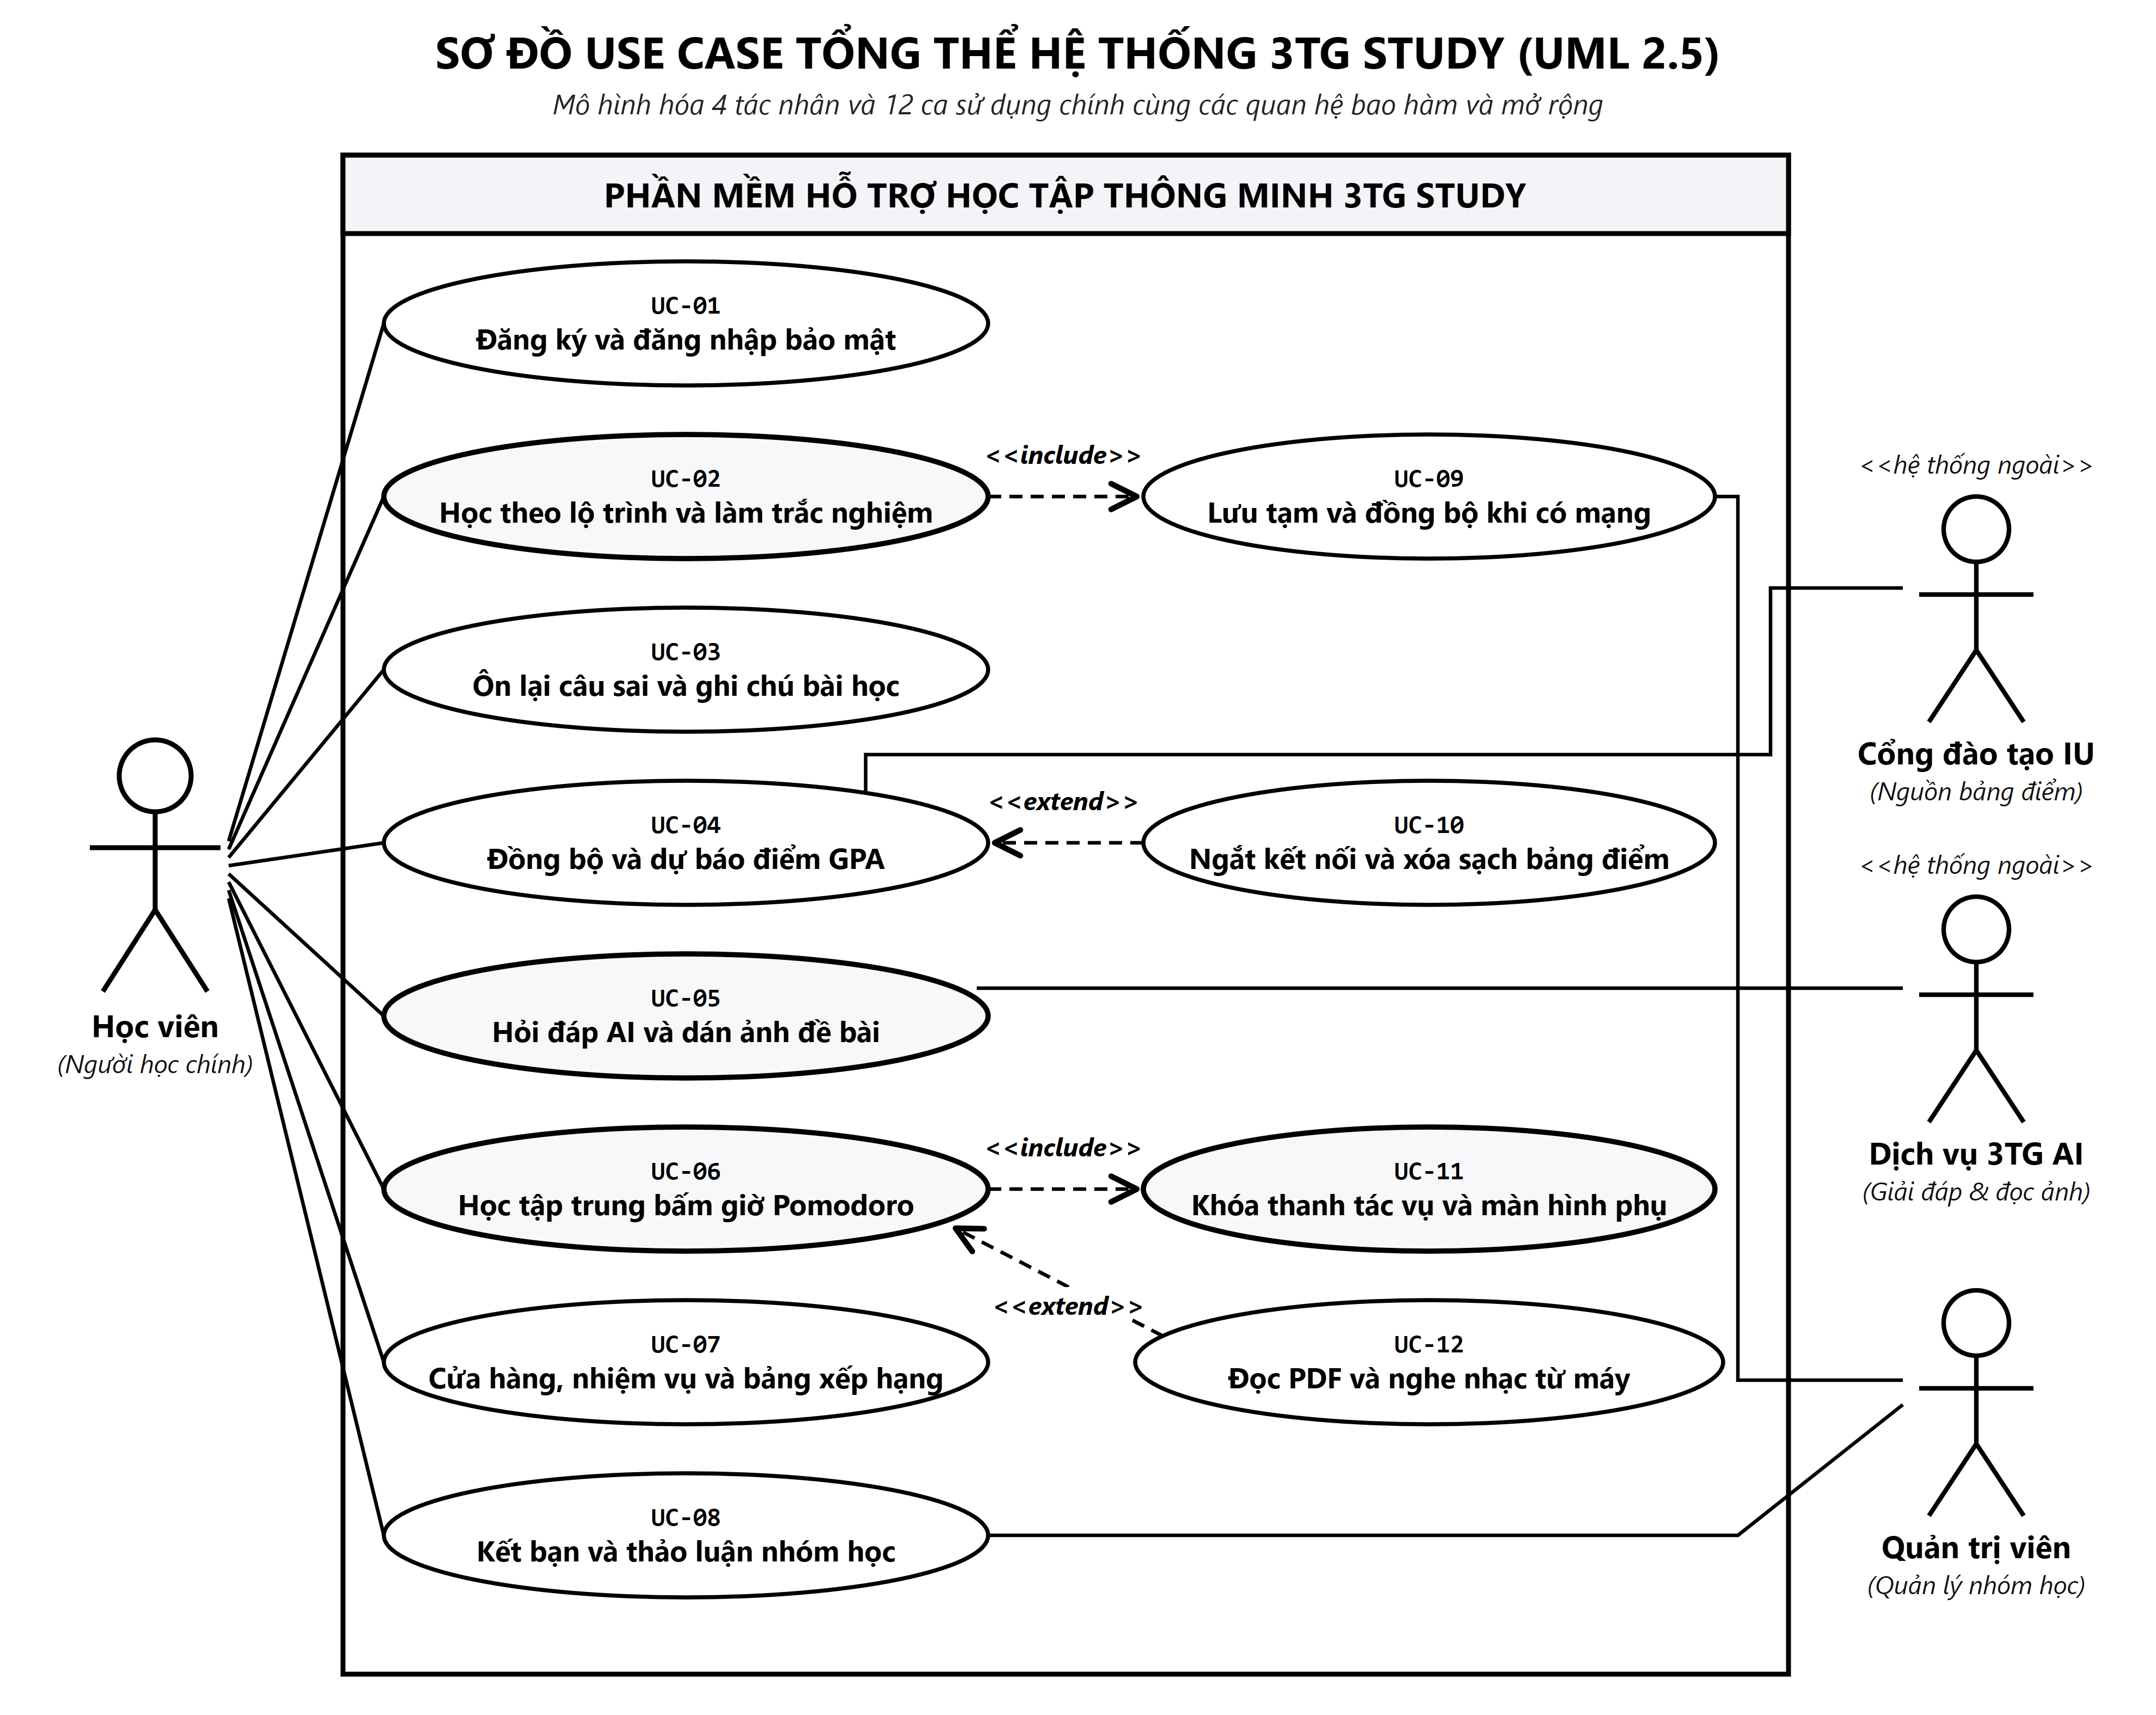 SƠ ĐỒ USE CASE TỔNG THỂ HỆ THỐNG 3TG STUDY (UML 2.5)
Mô hình hóa 4 tác nhân và 12 ca sử dụng chính cùng các quan hệ bao hàm và mở rộng
PHẦN MỀM HỖ TRỢ HỌC TẬP THÔNG MINH 3TG STUDY
UC-01
Đăng ký và đăng nhập bảo mật
UC-02
Học theo lộ trình và làm trắc nghiệm
<<include>>
UC-09
Lưu tạm và đồng bộ khi có mạng
UC-03
Ôn lại câu sai và ghi chú bài học
UC-04
Đồng bộ và dự báo điểm GPA
<<extend>>
UC-10
Ngắt kết nối và xóa sạch bảng điểm
UC-05
Hỏi đáp AI và dán ảnh đề bài
UC-06
Học tập trung bấm giờ Pomodoro
<<include>>
UC-11
Khóa thanh tác vụ và màn hình phụ
<<extend>>
UC-07
Cửa hàng, nhiệm vụ và bảng xếp hạng
UC-12
Đọc PDF và nghe nhạc từ máy
UC-08
Kết bạn và thảo luận nhóm học
Học viên
(Người học chính)
<<hệ thống ngoài>>
Cổng đào tạo IU
(Nguồn bảng điểm)
<<hệ thống ngoài>>
Dịch vụ 3TG AI
(Giải đáp & đọc ảnh)
Quản trị viên
(Quản lý nhóm học)